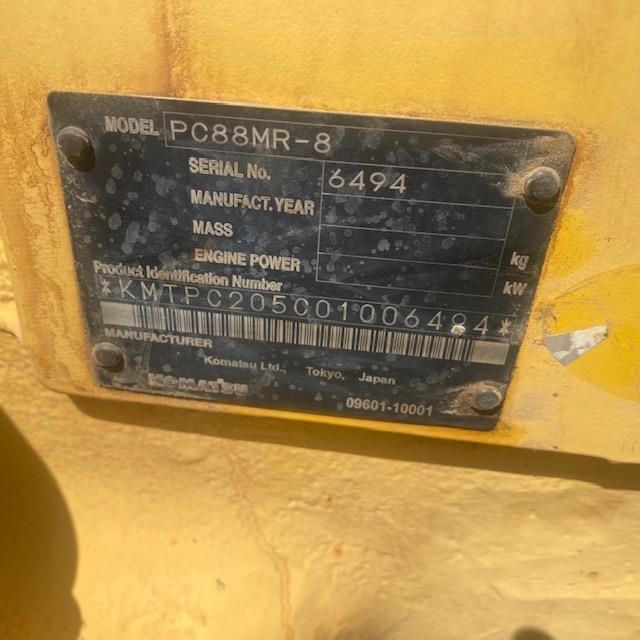 MODEL PC88MR-8
SERIAL No. 6494
MANUFACT.YEAR
MASS kg
ENGINE POWER kW
Product Identification Number
*KMTPC205C01006494*
MANUFACTURER
Komatsu Ltd., Tokyo, Japan
KOMATSU
09601-10001